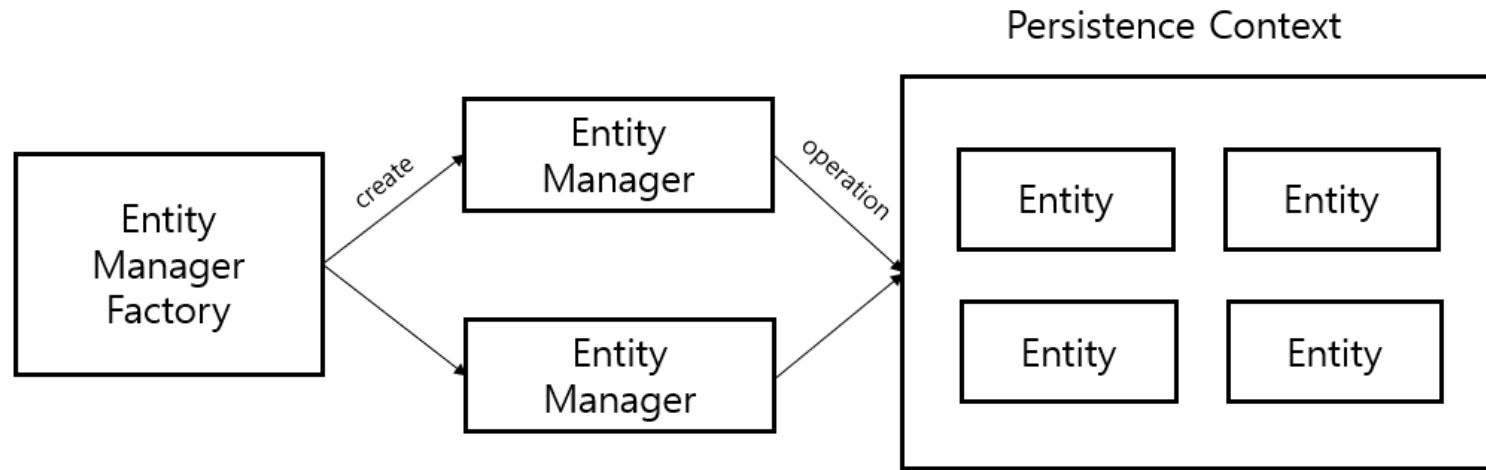 Persistence Context
Entity
Manager
Factory
create
Entity
Manager
Entity
Manager
operation
Entity
Entity
Entity
Entity